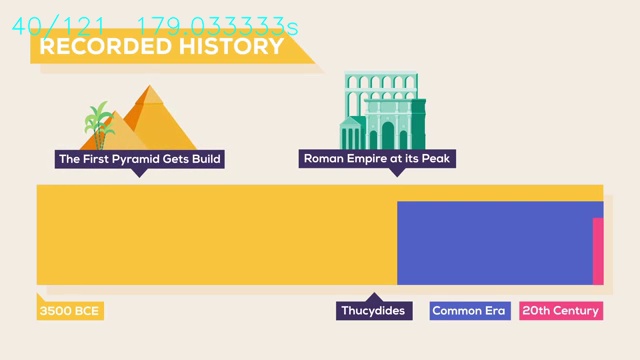 40/121 179.033333s
RECORDED HISTORY
The First Pyramid Gets Build
Roman Empire at its Peak
3500 BCE
Thucydides
Common Era
20th Century